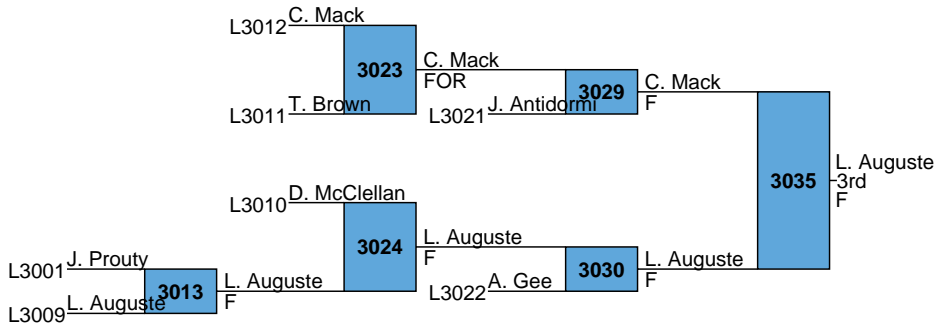 C. Mack
L3012
3023
C. Mack
FOR
T. Brown
L3011
J. Antidormi
L3021
3029
C. Mack
F
3035
L. Auguste
3rd
F
D. McClellan
L3010
3024
L. Auguste
F
J. Prouty
L3001
3013
L. Auguste
F
L. Auguste
L3009
A. Gee
L3022
3030
L. Auguste
F